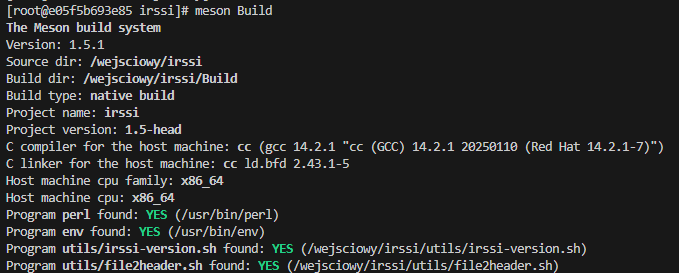 [root@e05f5b693e85 irssi]# meson Build
The Meson build system
Version: 1.5.1
Source dir: /wejsciowy/irssi
Build dir: /wejsciowy/irssi/Build
Build type: native build
Project name: irssi
Project version: 1.5-head
C compiler for the host machine: cc (gcc 14.2.1 "cc (GCC) 14.2.1 20250110 (Red Hat 14.2.1-7)")
C linker for the host machine: cc ld.bfd 2.43.1-5
Host machine cpu family: x86_64
Host machine cpu: x86_64
Program perl found: YES (/usr/bin/perl)
Program env found: YES (/usr/bin/env)
Program utils/irssi-version.sh found: YES (/wejsciowy/irssi/utils/irssi-version.sh)
Program utils/file2header.sh found: YES (/wejsciowy/irssi/utils/file2header.sh)